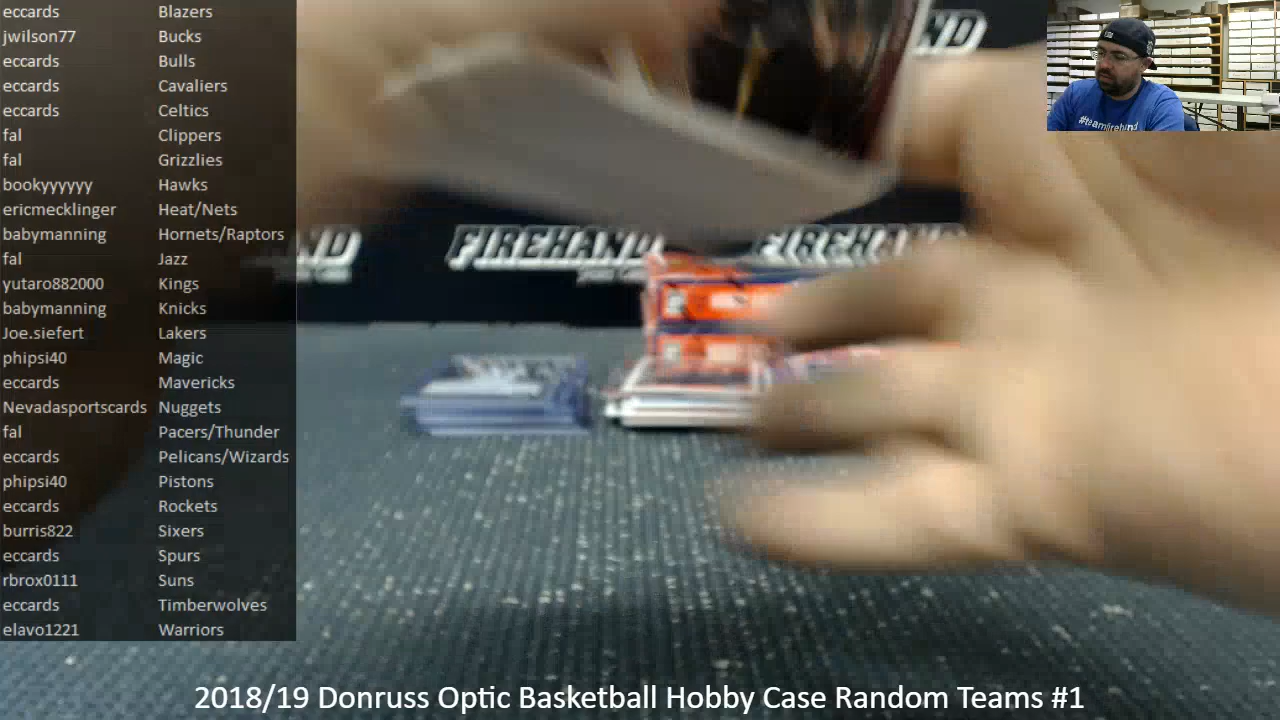 eccards Blazers
jwilson77 Bucks
eccards Bulls
eccards Cavaliers
eccards Celtics
fal Clippers
fal Grizzlies
bookyyyyyy Hawks
ericmecklinger Heat/Nets
babymanning Hornets/Raptors
fal Jazz
yutaro882000 Kings
babymanning Knicks
Joe.siefert Lakers
phipsi40 Magic
eccards Mavericks
Nevadasportscards Nuggets
fal Pacers/Thunder
eccards Pelicans/Wizards
phipsi40 Pistons
eccards Rockets
burris822 Sixers
eccards Spurs
rbrox0111 Suns
eccards Timberwolves
elavo1221 Warriors
#teamfirehand
FIREHAND FIREHAND
2018/19 Donruss Optic Basketball Hobby Case Random Teams #1